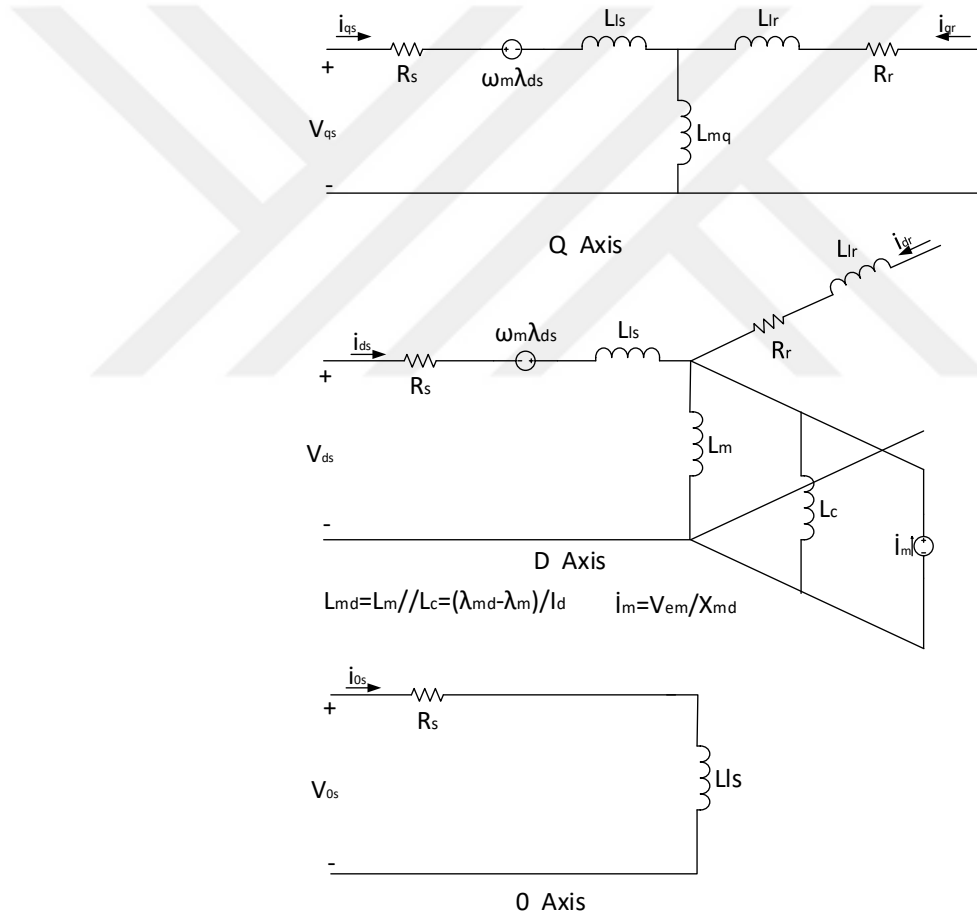 iqs
Lls
Llr
iqr
+
Rs
ωmλds
Rr
Vqs
Lmq
-
Q Axis
idr
Llr
Rr
ids
ωmλds
Lls
+
Rs
Lm
Vds
Lc
im
-
D Axis
Lmd=Lm//Lc=(λmd-λm)/Id
im=Vem/Xmd
i0s
+
Rs
V0s
Lls
-
0 Axis